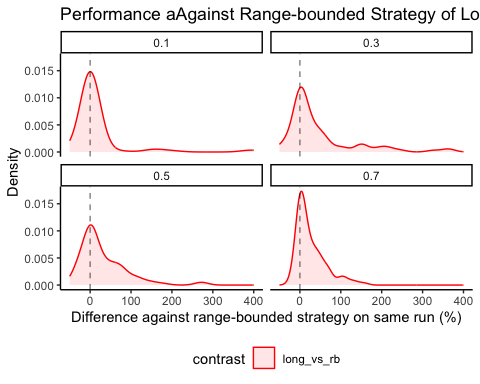 Performance aAgainst Range-bounded Strategy of Lo
0.1
0.3
0.015
0.010
0.005
0.000
0.5
0.7
0.015
0.010
0.005
0.000
Density
0 100 200 300 400
0 100 200 300 400
Difference against range-bounded strategy on same run (%)
contrast long_vs_rb